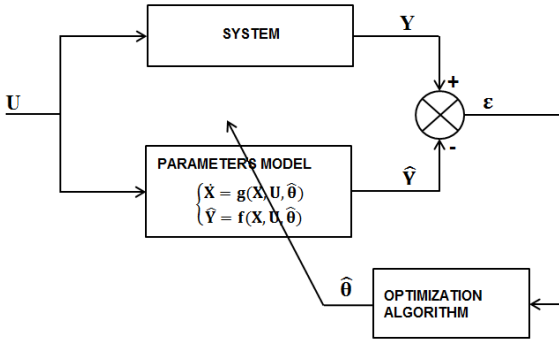 SYSTEM
Y
+
U
ε
-
PARAMETERS MODEL
Ẋ = g(X, U, θ̂)
Ŷ = f(X, U, θ̂)
Ŷ
θ̂
OPTIMIZATION
ALGORITHM